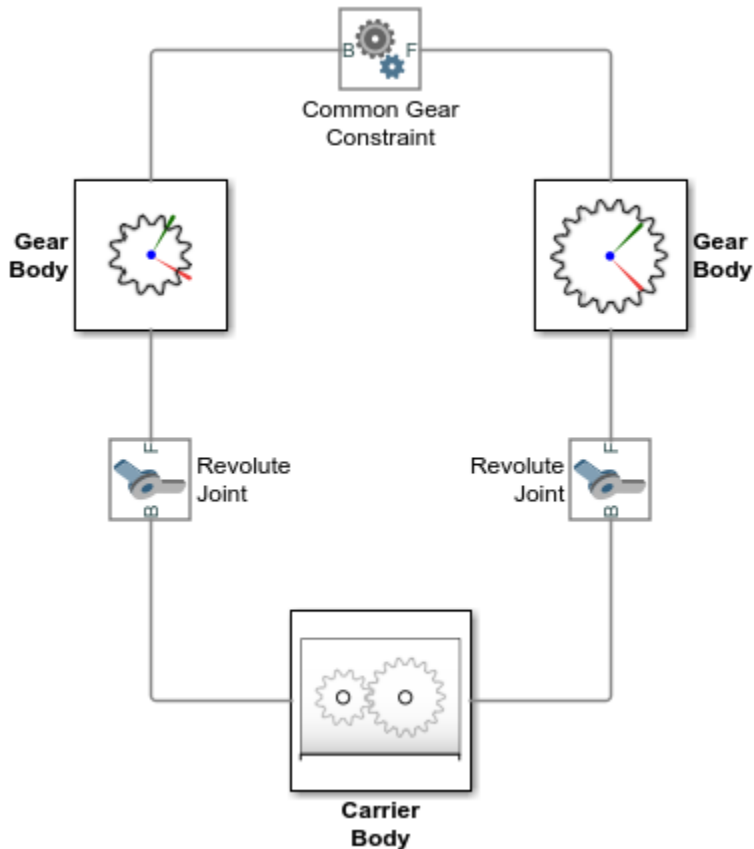 B F
Common Gear
Constraint
Gear
Body
Gear
Body
F
Revolute
Joint
B
F
Revolute
Joint
B
Carrier
Body